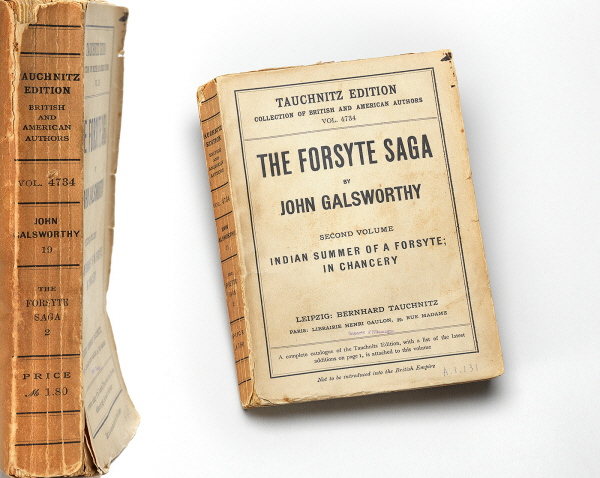 TAUCHNITZ
EDITION
BRITISH
AND
AMERICAN
AUTHORS
VOL. 4734
JOHN
GALSWORTHY
19
THE
FORSYTE
SAGA
2
PRICE
ℳ 1.80
TAUCHNITZ EDITION
COLLECTION OF BRITISH AND AMERICAN AUTHORS
VOL. 4734
THE FORSYTE SAGA
BY
JOHN GALSWORTHY
SECOND VOLUME
INDIAN SUMMER OF A FORSYTE;
IN CHANCERY
LEIPZIG: BERNHARD TAUCHNITZ
PARIS: LIBRAIRIE HENRI GAULON, 39, RUE MADAME
A complete catalogue of the Tauchnitz Edition, with a list of the latest
additions on page 1, is attached to this volume
Not to be introduced into the British Empire